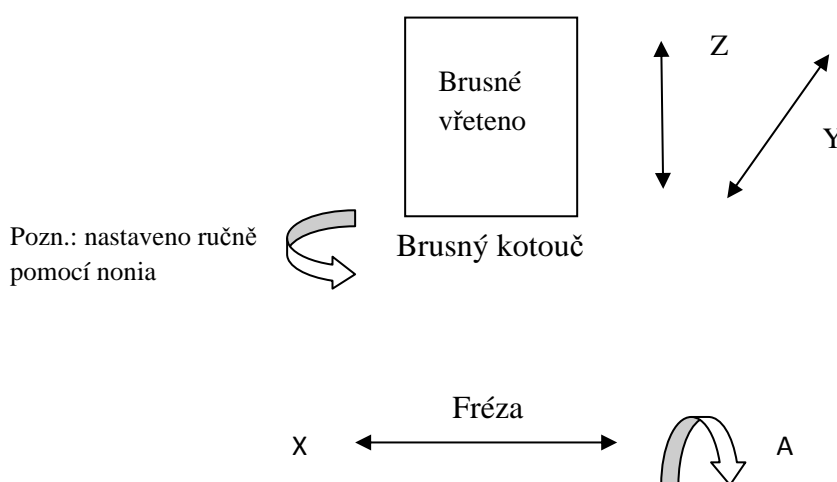 Z
Brusné
vřeteno
Y
Pozn.: nastaveno ručně
pomocí nonia
Brusný kotouč
Fréza
X
A